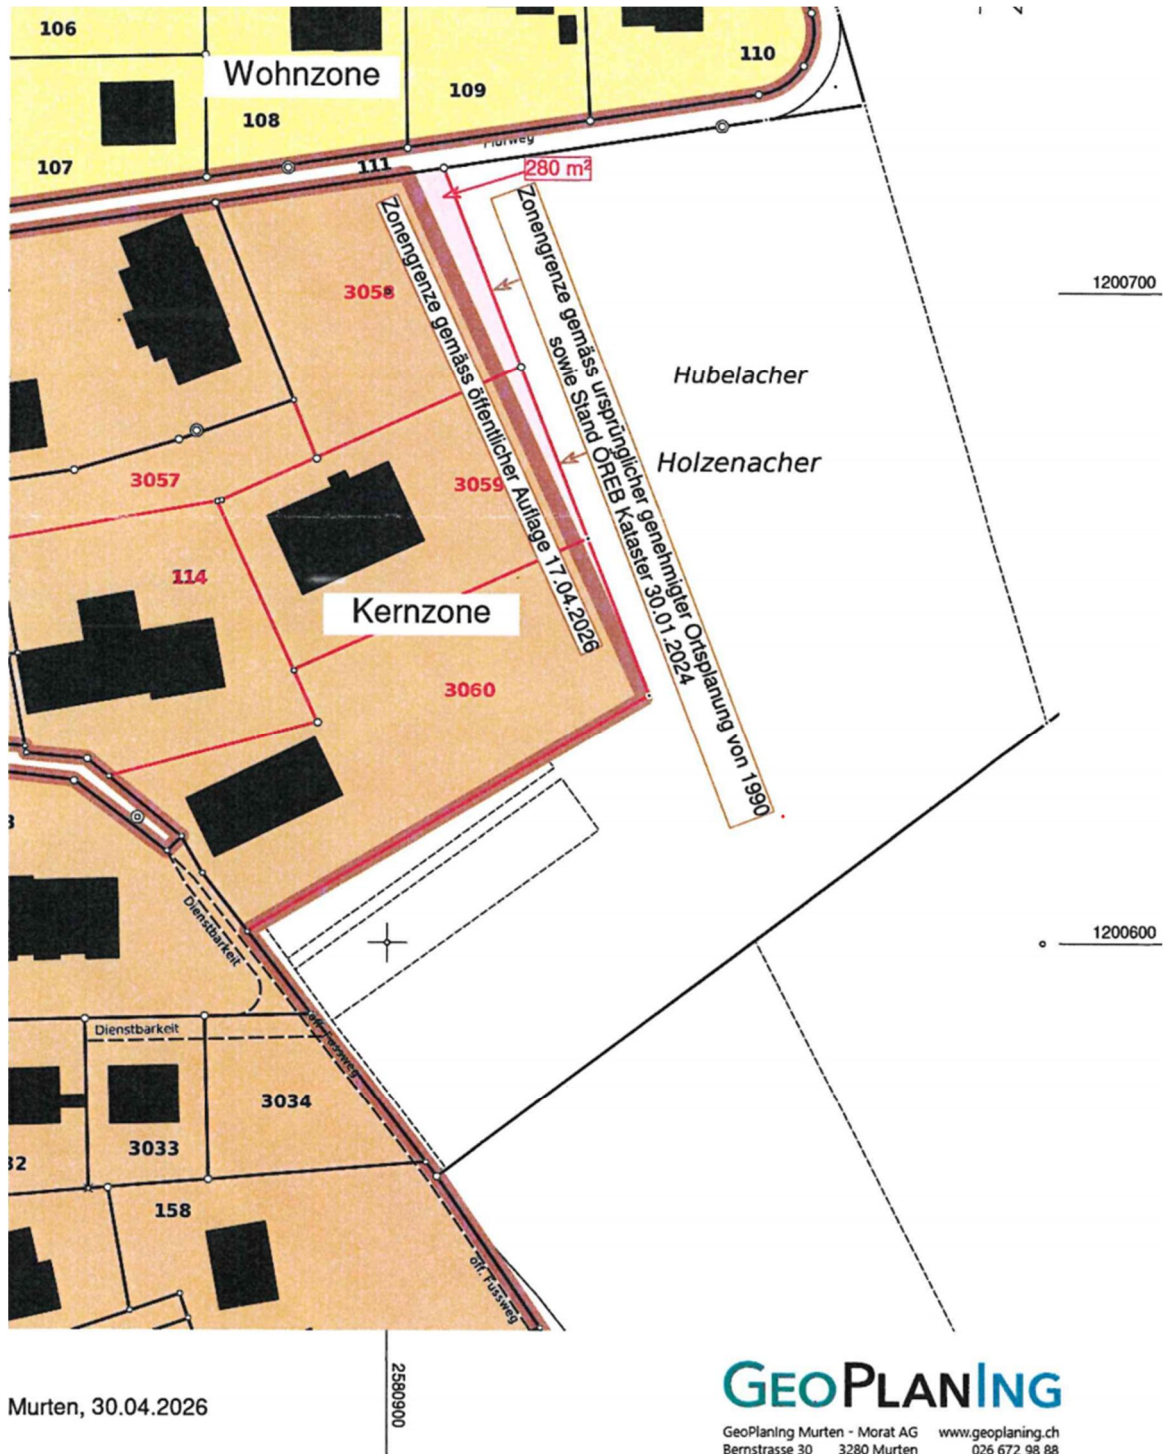 106
Wohnzone
110
109
108
107
111
280 m²
Zonengrenze gemäss öffentlicher Auflage 17.04.2026
Zonengrenze gemäss ursprünglicher genehmigter Ortsplanung von 1990
sowie Stand ÖREB Kataster 30.01.2024
3058
1200700
Hubelacher
Holzenacher
3057
3059
114
Kernzone
3060
Dienstbarkeit
1200600
Dienstbarkeit
öff. Fussweg
3034
3033
32
158
öff. Fussweg
2580900
Murten, 30.04.2026
GEOPLANING
GeoPlanIng Murten - Morat AG www.geoplaning.ch
Bernstrasse 30 3280 Murten 026 672 98 88